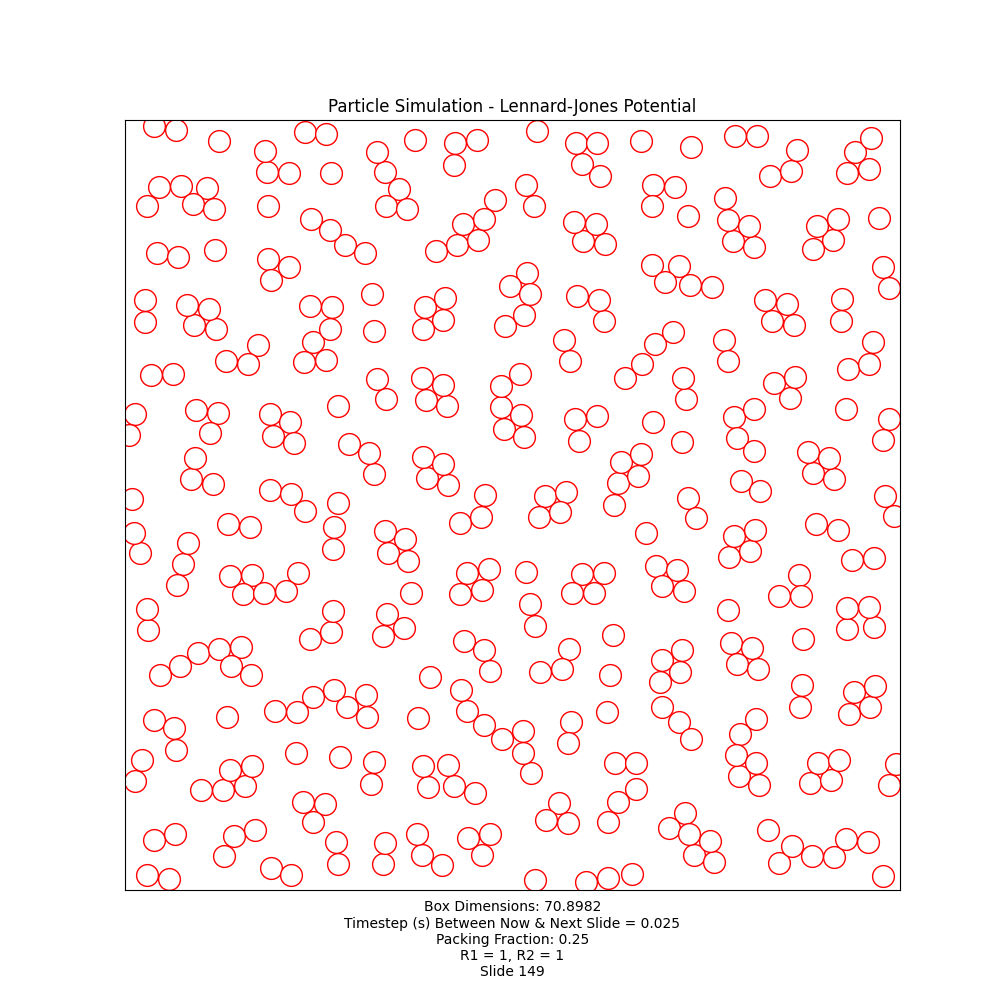 Particle Simulation - Lennard-Jones Potential
Box Dimensions: 70.8982
Timestep (s) Between Now & Next Slide = 0.025
Packing Fraction: 0.25
R1 = 1, R2 = 1
Slide 149